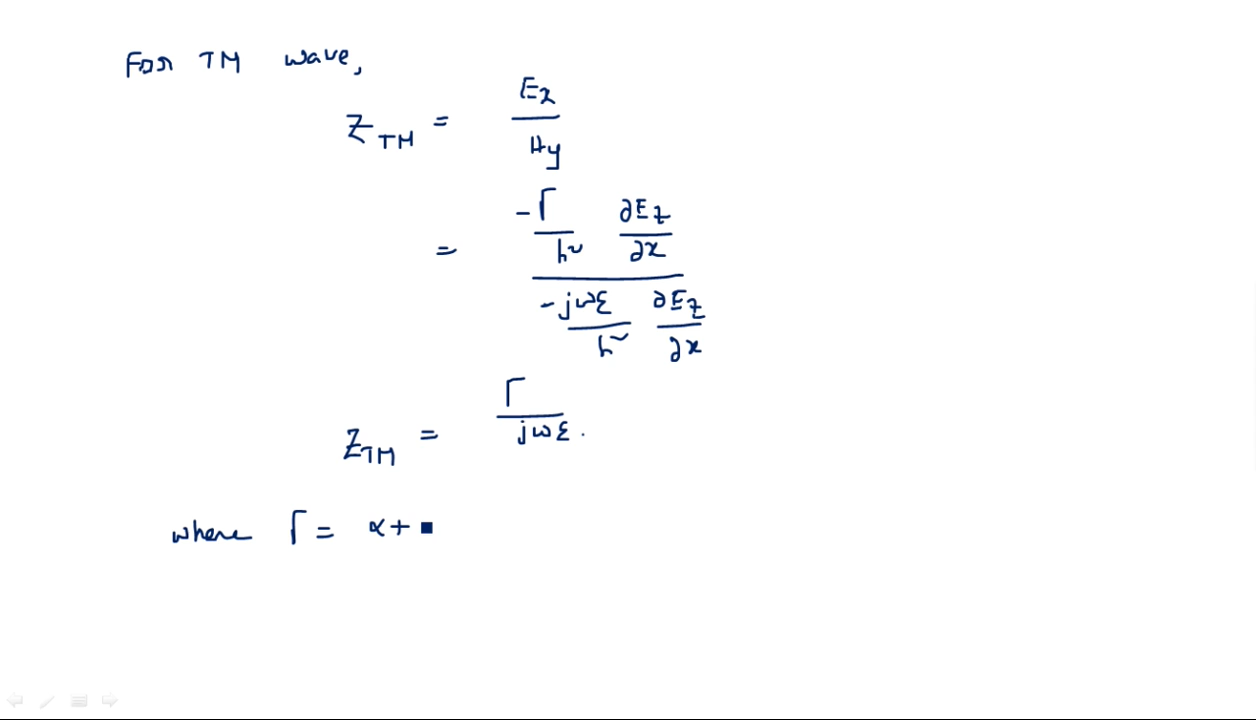 For TM wave,
Z_TM = Ex / Hy
= (-Γ/h² ∂Ez/∂x) / (-jωε/h² ∂Ez/∂x)
Z_TM = Γ / jωε.
where Γ = α +